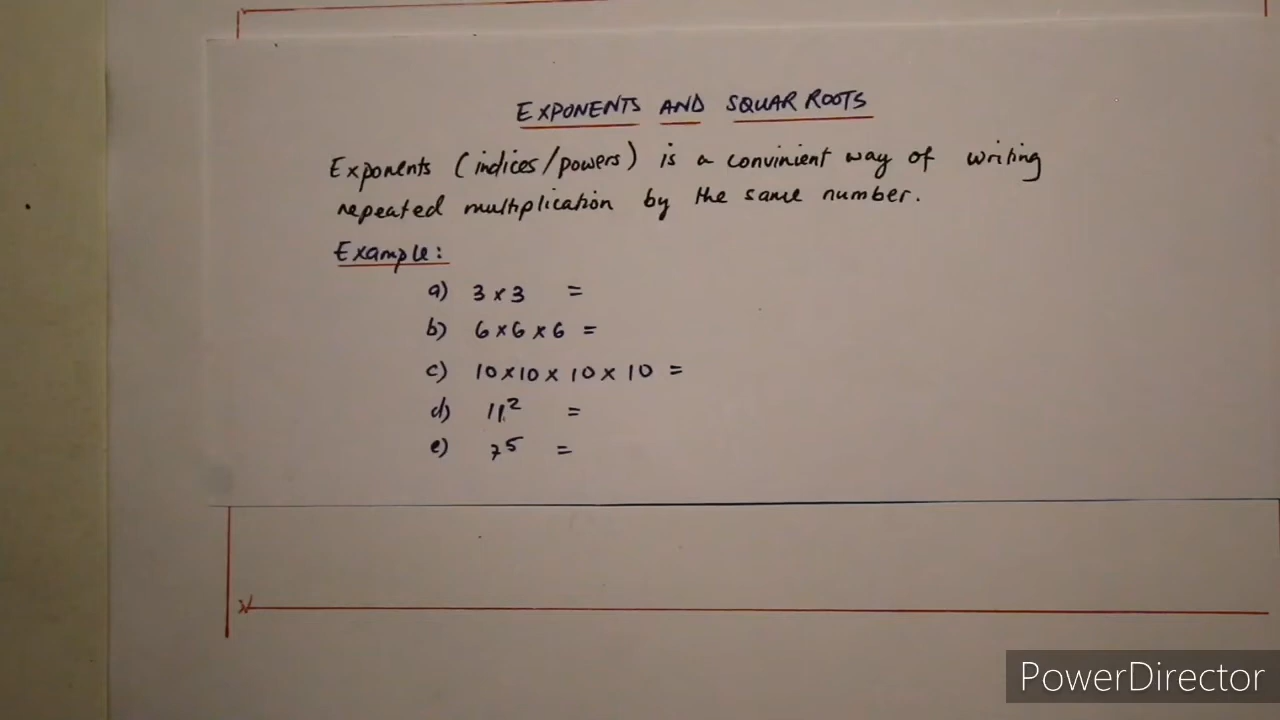 EXPONENTS AND SQUAR ROOTS
Exponents (indices/powers) is a convinient way of writing
repeated multiplication by the same number.
Example:
a) 3 × 3 =
b) 6 × 6 × 6 =
c) 10 × 10 × 10 × 10 =
d) 11² =
e) 7⁵ =
PowerDirector